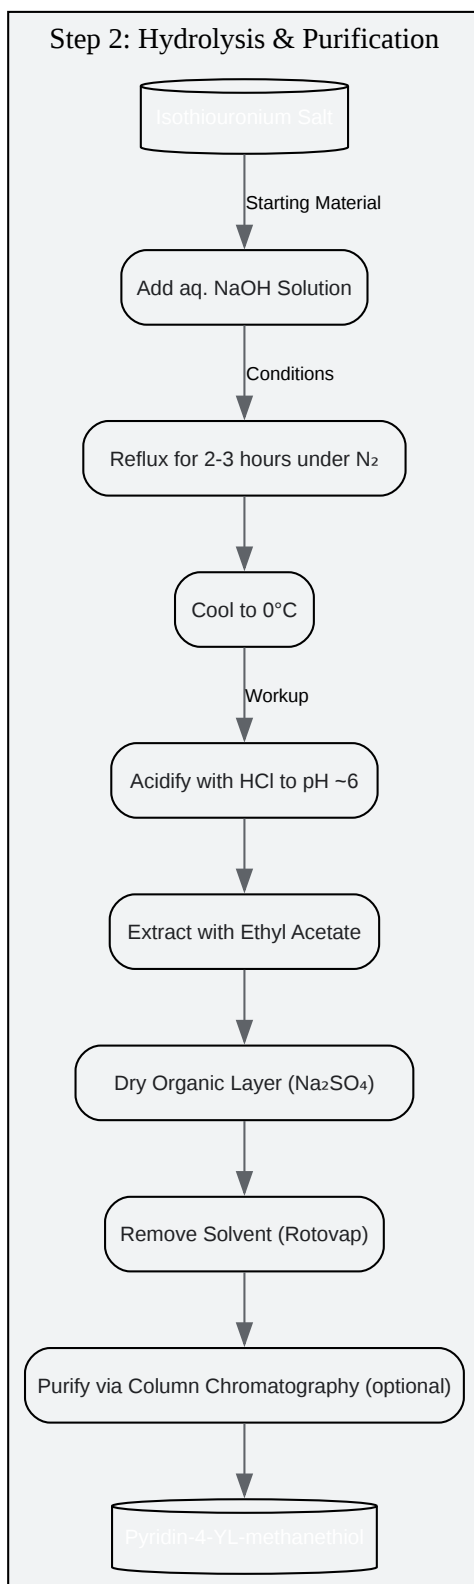 Step 2: Hydrolysis & Purification
Isothiouronium Salt
Starting Material
Add aq. NaOH Solution
Conditions
Reflux for 2-3 hours under N₂
Cool to 0°C
Workup
Acidify with HCl to pH ~6
Extract with Ethyl Acetate
Dry Organic Layer (Na₂SO₄)
Remove Solvent (Rotovap)
Purify via Column Chromatography (optional)
Pyridin-4-YL-methanethiol